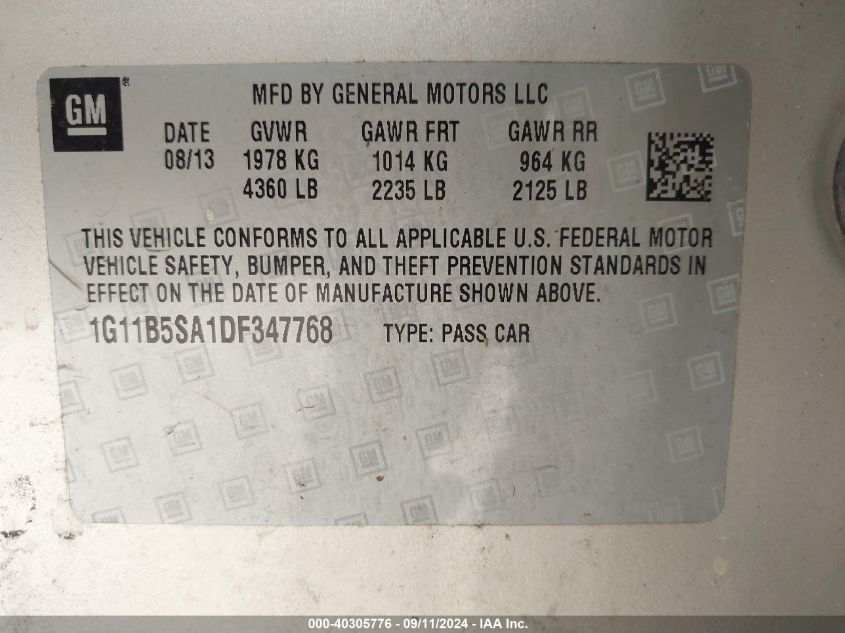 GM ®
MFD BY GENERAL MOTORS LLC
DATE GVWR GAWR FRT GAWR RR
08/13 1978 KG 1014 KG 964 KG
4360 LB 2235 LB 2125 LB
THIS VEHICLE CONFORMS TO ALL APPLICABLE U.S. FEDERAL MOTOR
VEHICLE SAFETY, BUMPER, AND THEFT PREVENTION STANDARDS IN
EFFECT ON THE DATE OF MANUFACTURE SHOWN ABOVE.
1G11B5SA1DF347768 TYPE: PASS CAR
000-40305776 - 09/11/2024 - IAA Inc.